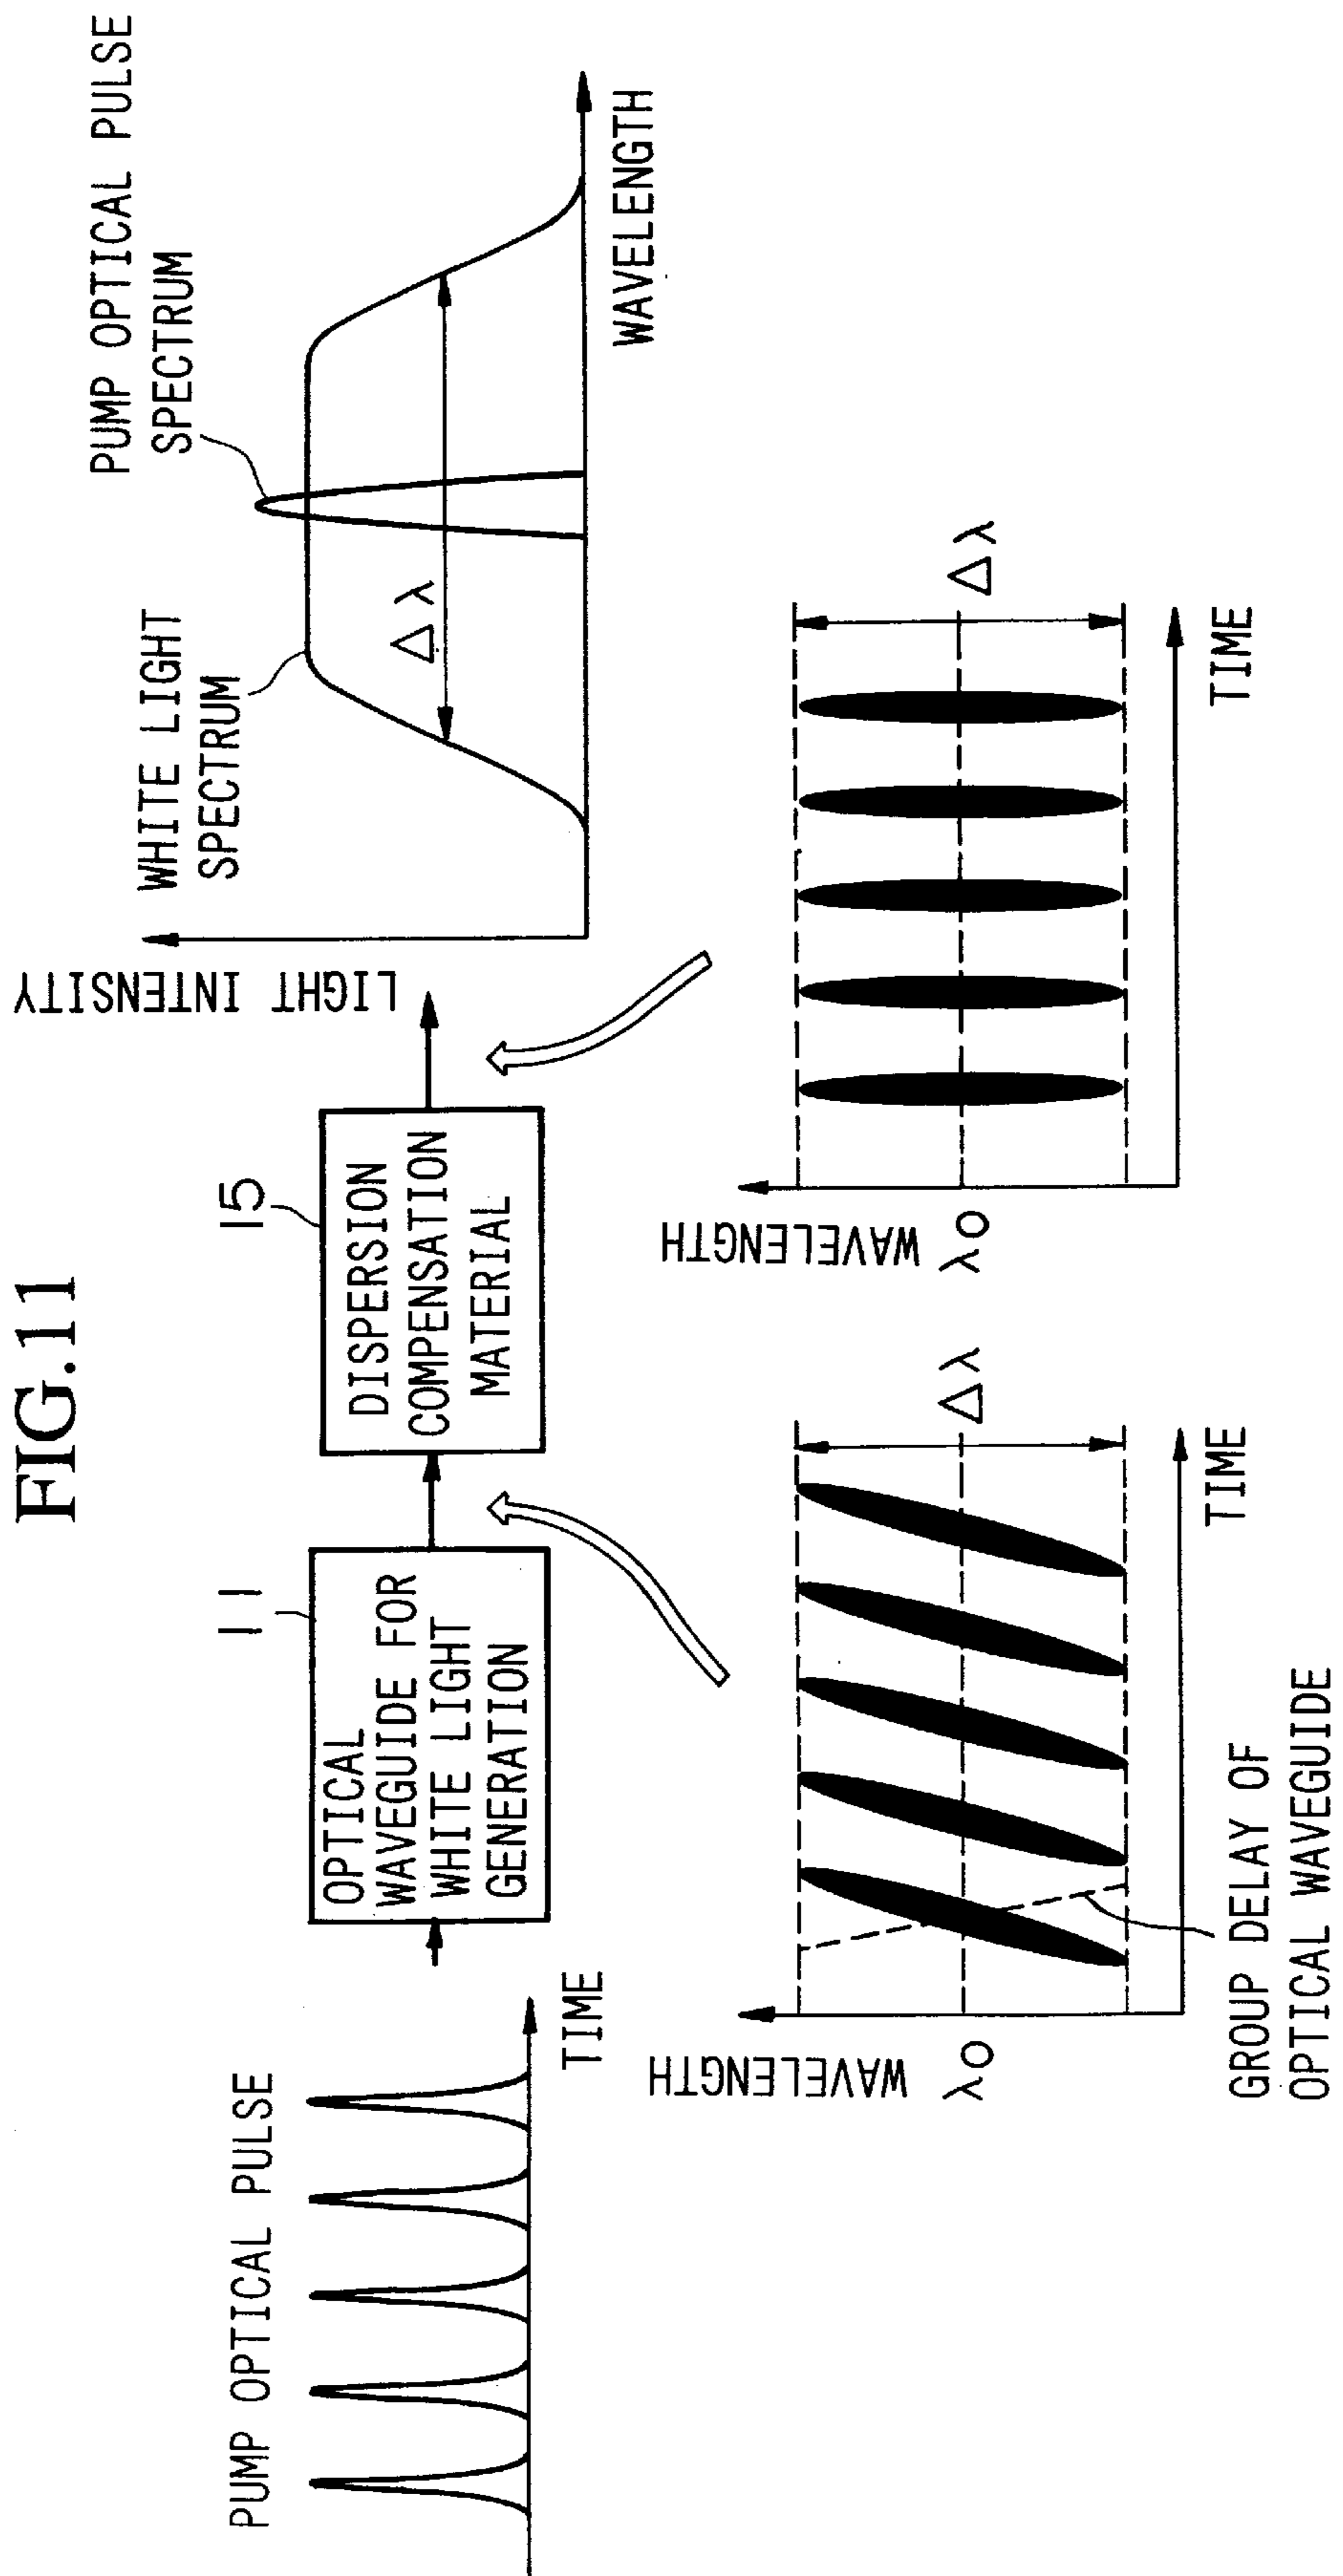 FIG.11
PUMP OPTICAL PULSE
TIME
11
OPTICAL
WAVEGUIDE FOR
WHITE LIGHT
GENERATION
15
DISPERSION
COMPENSATION
MATERIAL
LIGHT INTENSITY
WHITE LIGHT
SPECTRUM
PUMP OPTICAL PULSE
SPECTRUM
Δλ
WAVELENGTH
WAVELENGTH
λ0
Δλ
TIME
GROUP DELAY OF
OPTICAL WAVEGUIDE
WAVELENGTH
λ0
Δλ
TIME